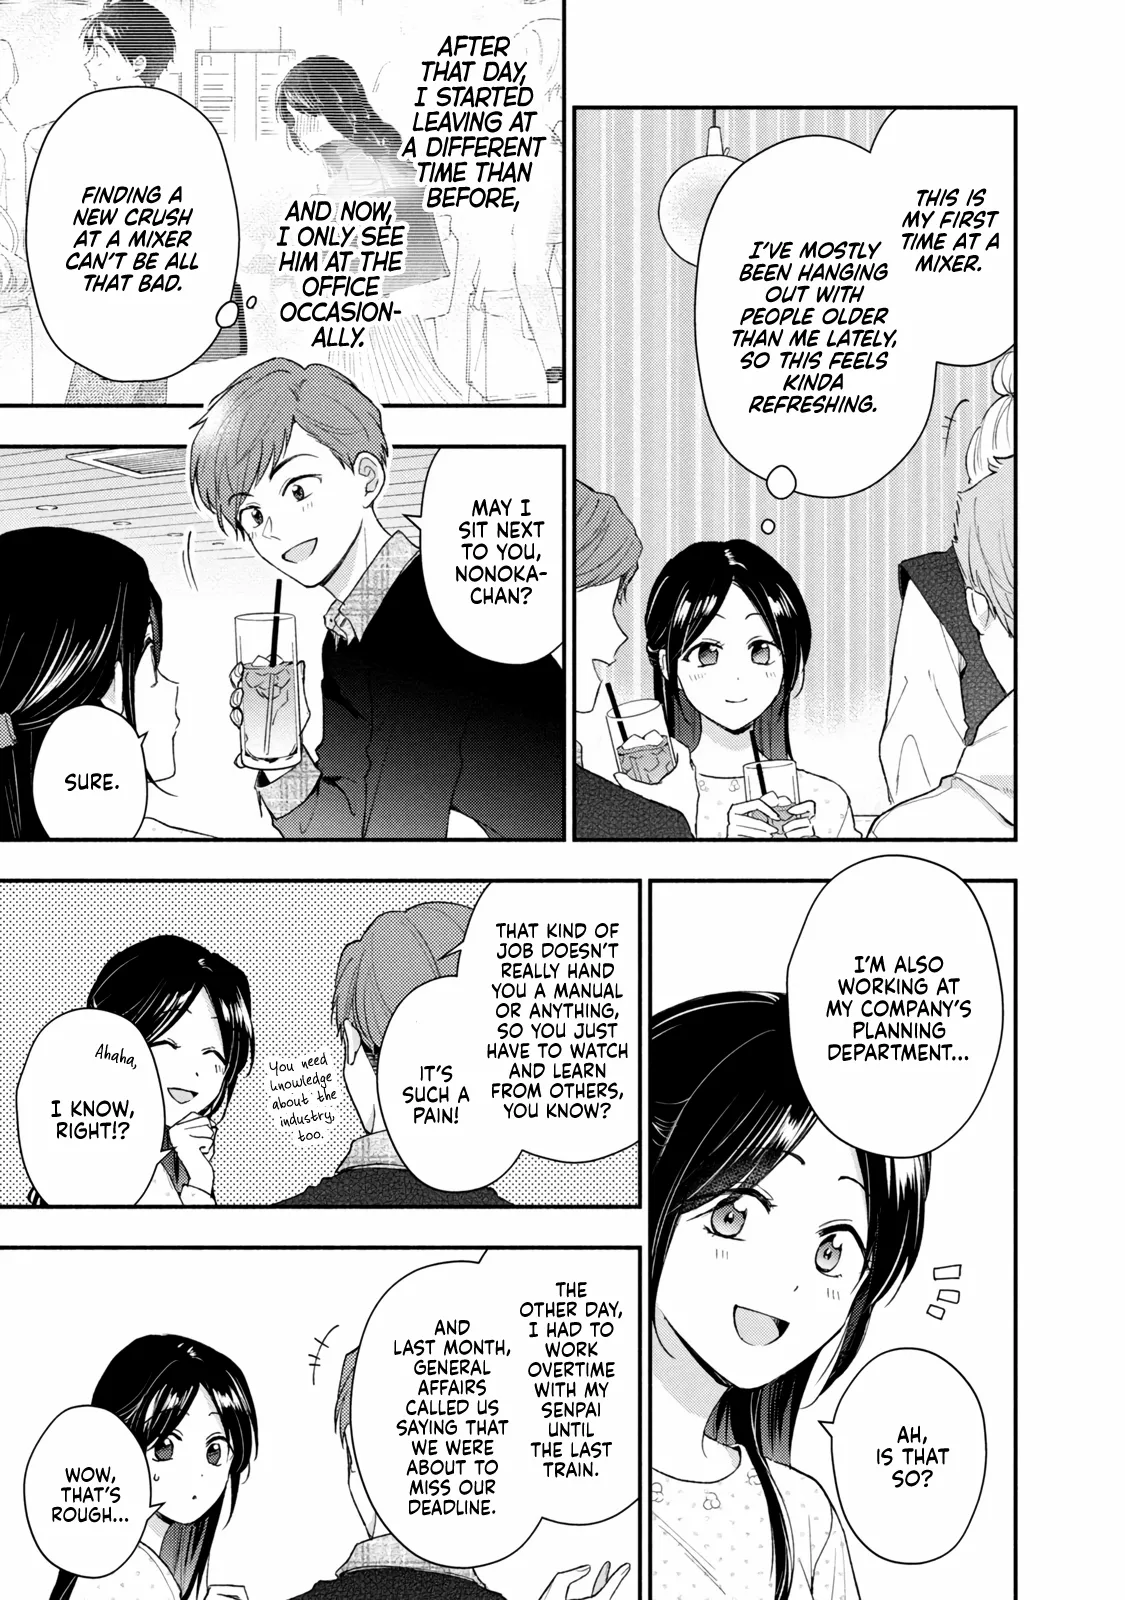 THIS IS
MY FIRST
TIME AT A
MIXER.
I'VE MOSTLY
BEEN HANGING
OUT WITH
PEOPLE OLDER
THAN ME LATELY,
SO THIS FEELS
KINDA
REFRESHING.
AFTER
THAT DAY,
I STARTED
LEAVING AT
A DIFFERENT
TIME THAN
BEFORE,
AND NOW,
I ONLY SEE
HIM AT THE
OFFICE
OCCASION-
ALLY.
FINDING A
NEW CRUSH
AT A MIXER
CAN'T BE ALL
THAT BAD.
MAY I
SIT NEXT
TO YOU,
NONOKA-
CHAN?
SURE.
I'M ALSO
WORKING AT
MY COMPANY'S
PLANNING
DEPARTMENT...
AH,
IS THAT
SO?
THAT KIND OF
JOB DOESN'T
REALLY HAND
YOU A MANUAL
OR ANYTHING,
SO YOU JUST
HAVE TO WATCH
AND LEARN
FROM OTHERS,
YOU KNOW?
IT'S
SUCH A
PAIN!
You need
knowledge
about the
industry,
too.
Ahaha,
I KNOW,
RIGHT!?
THE
OTHER DAY,
I HAD TO
WORK
OVERTIME
WITH MY
SENPAI
UNTIL
THE LAST
TRAIN.
AND
LAST MONTH,
GENERAL
AFFAIRS
CALLED US
SAYING THAT
WE WERE
ABOUT TO
MISS OUR
DEADLINE.
WOW,
THAT'S
ROUGH...